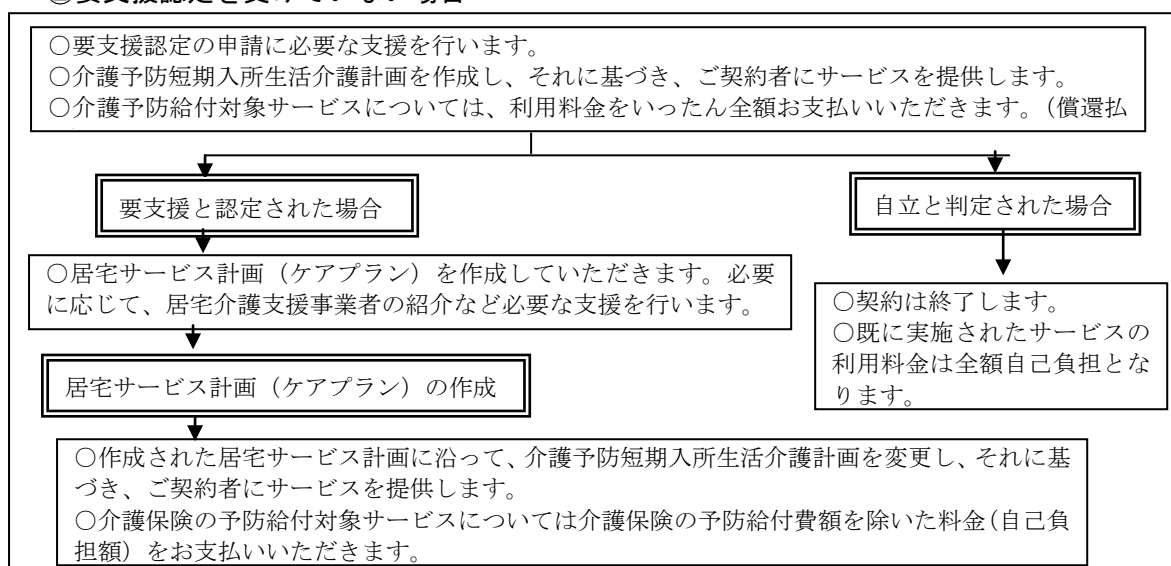 要支援認定を受けていない場合
○要支援認定の申請に必要な支援を行います。
○介護予防短期入所生活介護計画を作成し、それに基づき、ご契約者にサービスを提供します。
○介護予防給付対象サービスについては、利用料金をいったん全額お支払いいただきます。(償還払
要支援と認定された場合
自立と判定された場合
○居宅サービス計画（ケアプラン）を作成していただきます。必要
に応じて、居宅介護支援事業者の紹介など必要な支援を行います。
○契約は終了します。
○既に実施されたサービスの
利用料金は全額自己負担とな
ります。
居宅サービス計画（ケアプラン）の作成
○作成された居宅サービス計画に沿って、介護予防短期入所生活介護計画を変更し、それに基
づき、ご契約者にサービスを提供します。
○介護保険の予防給付対象サービスについては介護保険の予防給付費額を除いた料金(自己負
担額）をお支払いいただきます。